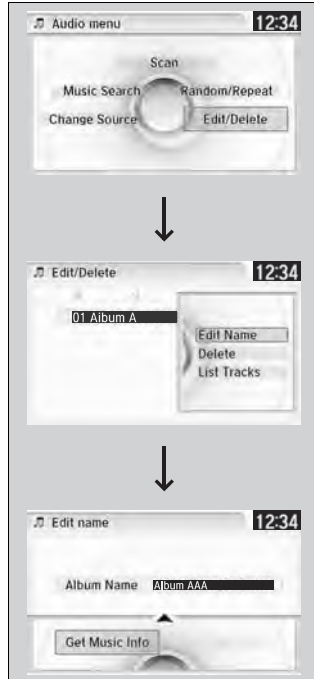 Audio menu 12:34
Scan
Music Search Random/Repeat
Change Source Edit/Delete
Edit/Delete 12:34
01 Aibum A
Edit Name
Delete
List Tracks
Edit name 12:34
Album Name Album AAA
Get Music Info